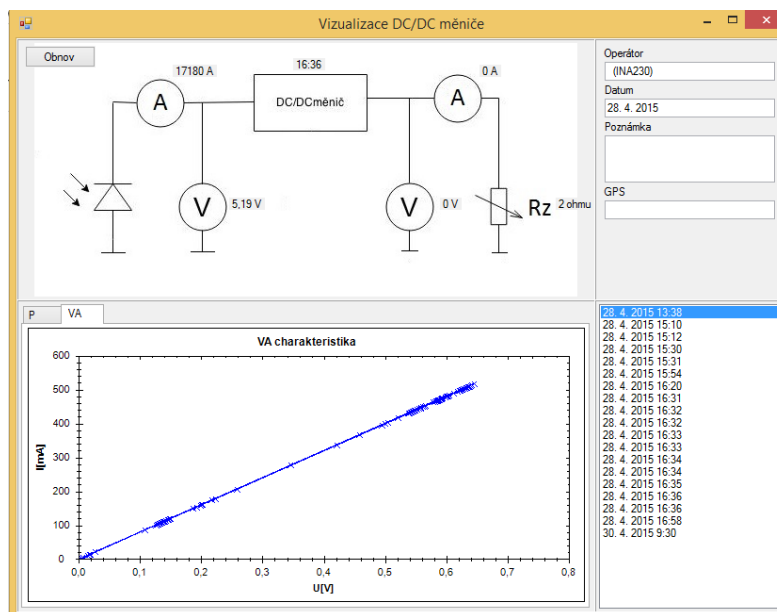 Vizualizace DC/DC měniče
Obnov
17180 A
16:36
0 A
A
DC/DCměnič
A
V
5,19 V
V
0 V
Rz
2 ohmu
Operátor
(INA230)
Datum
28. 4. 2015
Poznámka
GPS
P
VA
VA charakteristika
600
500
400
300
200
100
0
I[mA]
0,0
0,1
0,2
0,3
0,4
0,5
0,6
0,7
0,8
U[V]
28. 4. 2015 13:38
28. 4. 2015 15:10
28. 4. 2015 15:12
28. 4. 2015 15:30
28. 4. 2015 15:31
28. 4. 2015 15:54
28. 4. 2015 16:20
28. 4. 2015 16:31
28. 4. 2015 16:32
28. 4. 2015 16:32
28. 4. 2015 16:33
28. 4. 2015 16:33
28. 4. 2015 16:34
28. 4. 2015 16:34
28. 4. 2015 16:35
28. 4. 2015 16:36
28. 4. 2015 16:36
28. 4. 2015 16:58
30. 4. 2015 9:30